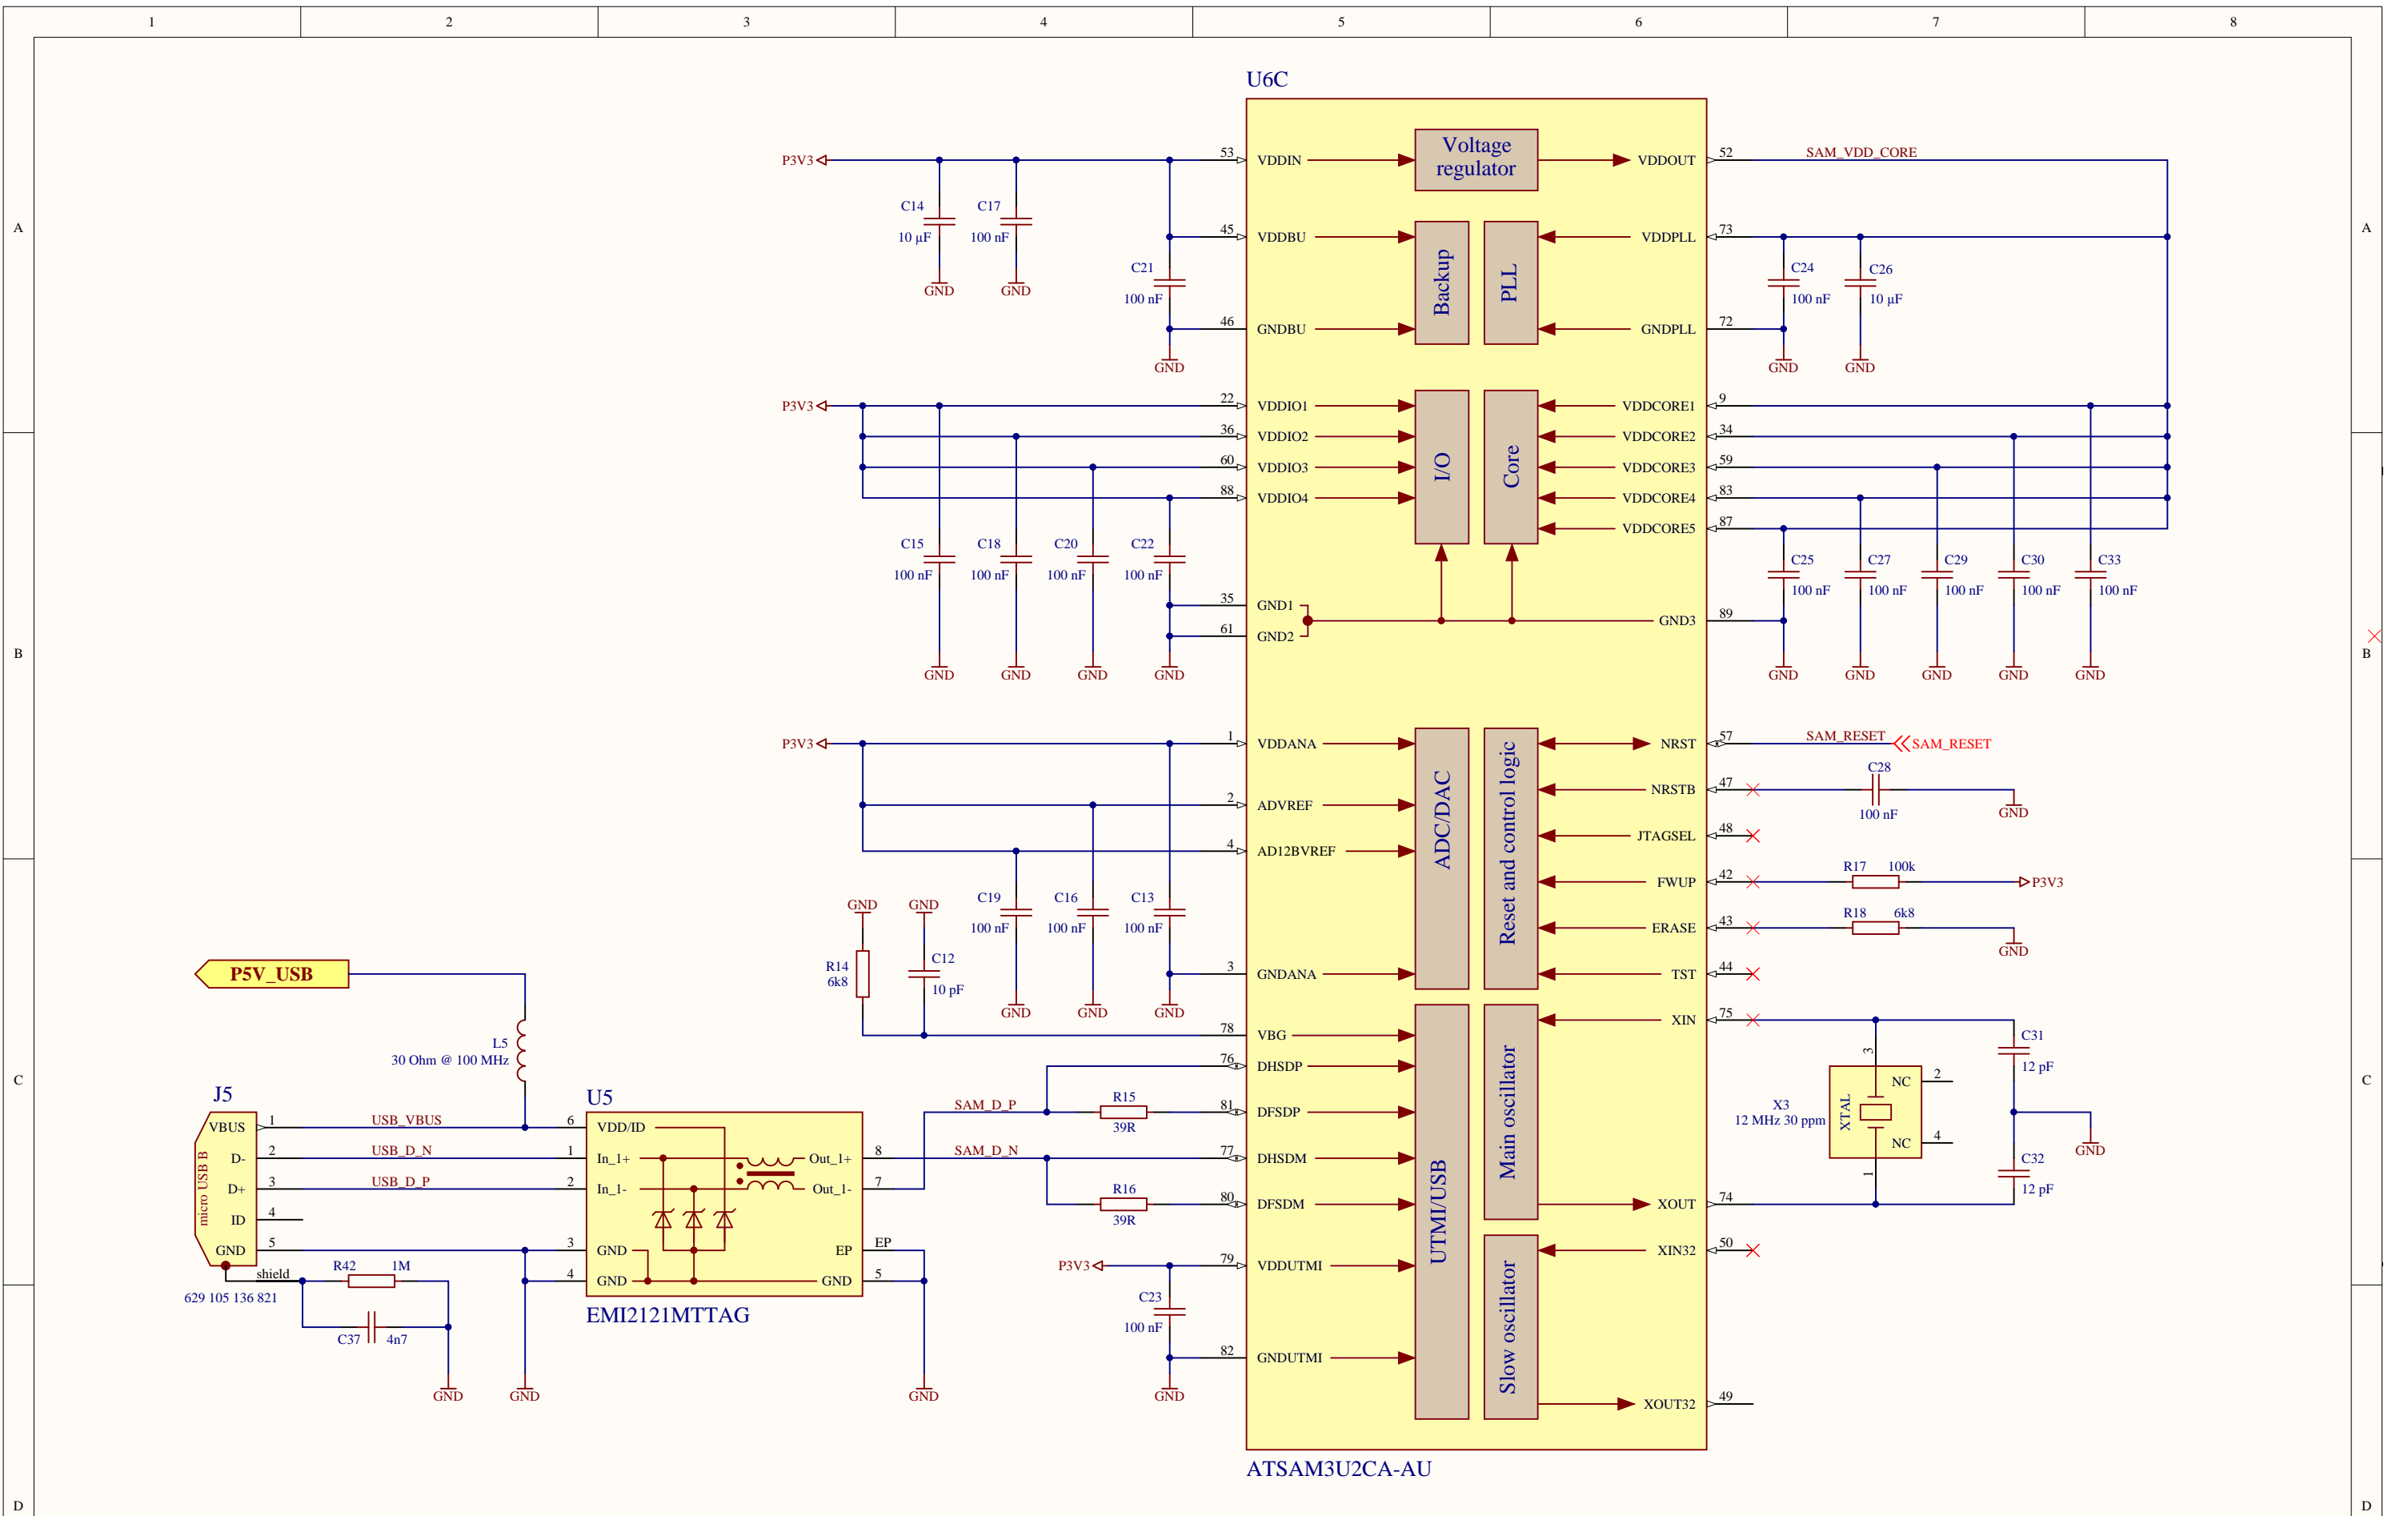 1 2 3 4 5 6 7 8
U6C
P3V3 53 VDDIN Voltage regulator VDDOUT 52 SAM_VDD_CORE
C14 10 µF GND
C17 100 nF GND
45 VDDBU
C21 100 nF
46 GNDBU
GND
Backup
PLL
VDDPLL 73
C24 100 nF
C26 10 µF
GNDPLL 72
GND GND
A A
P3V3 22 VDDIO1
36 VDDIO2
60 VDDIO3
88 VDDIO4
I/O
Core
VDDCORE1 9
VDDCORE2 34
VDDCORE3 59
VDDCORE4 83
VDDCORE5 87
C15 100 nF
C18 100 nF
C20 100 nF
C22 100 nF
35 GND1
61 GND2
GND3 89
GND GND GND GND
C25 100 nF
C27 100 nF
C29 100 nF
C30 100 nF
C33 100 nF
GND GND GND GND GND
B B
P3V3 1 VDDANA
2 ADVREF
4 AD12BVREF
ADC/DAC
C19 100 nF
C16 100 nF
C13 100 nF
3 GNDANA
GND GND GND
Reset and control logic
NRST 57 SAM_RESET SAM_RESET
NRSTB 47 C28 100 nF GND
JTAGSEL 48
FWUP 42 R17 100k P3V3
ERASE 43 R18 6k8 GND
TST 44
GND GND
R14 6k8
C12 10 pF
78 VBG
76 DHSDP
81 DFSDP
77 DHSDM
80 DFSDM
SAM_D_P R15 39R
SAM_D_N R16 39R
P3V3 79 VDDUTMI
C23 100 nF
82 GNDUTMI
GND
UTMI/USB
Main oscillator
XIN 75
XOUT 74
C31 12 pF
C32 12 pF
GND
X3
12 MHz 30 ppm
XTAL
3 1
NC 2
NC 4
Slow oscillator
XIN32 50
XOUT32 49
ATSAM3U2CA-AU
C C
P5V_USB
L5
30 Ohm @ 100 MHz
J5
micro USB B
VBUS 1 USB_VBUS
D- 2 USB_D_N
D+ 3 USB_D_P
ID 4
GND 5
shield
629 105 136 821
R42 1M
C37 4n7
GND GND
U5
6 VDD/ID
1 In_1+ Out_1+ 8
2 In_1- Out_1- 7
3 GND EP EP
4 GND GND 5
EMI2121MTTAG
GND
D D